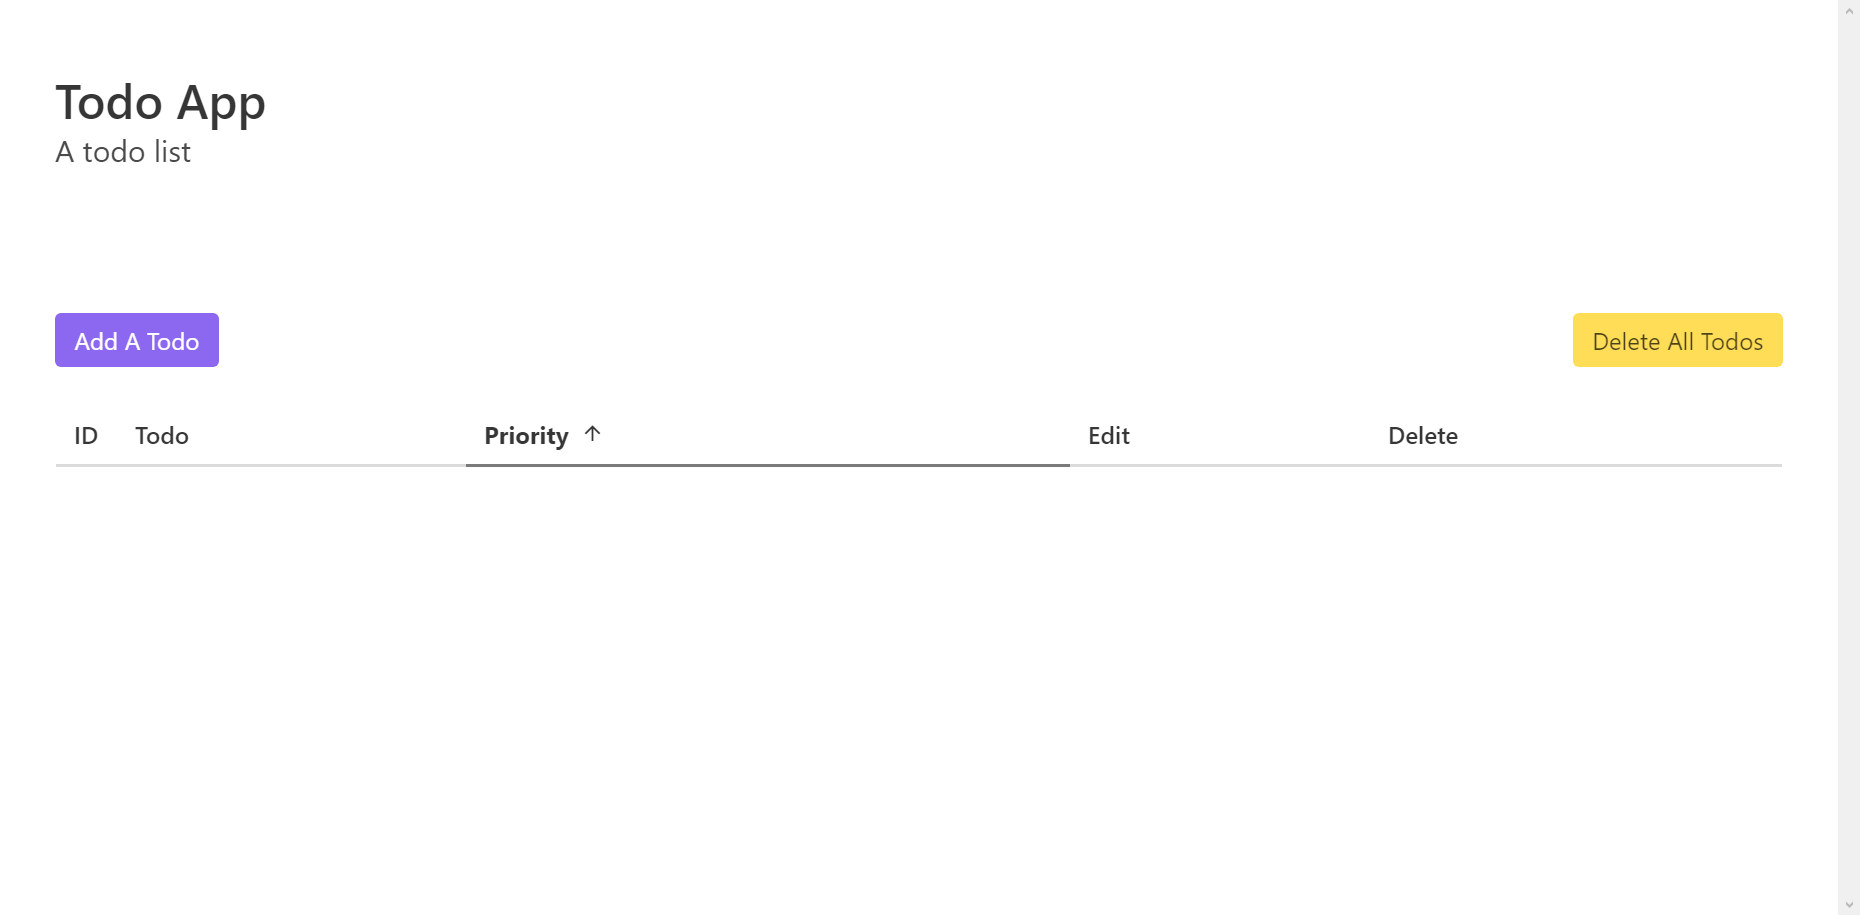 Todo App
A todo list
Add A Todo
Delete All Todos
ID Todo Priority ↑ Edit Delete